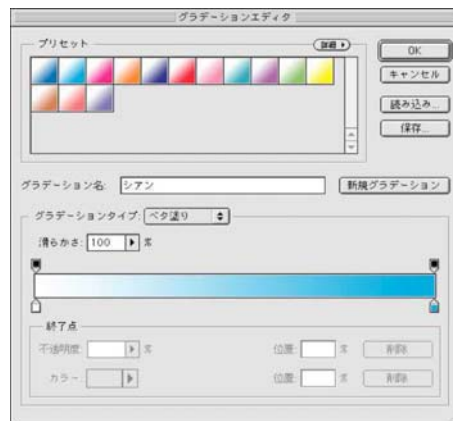 グラデーションエディタ
プリセット
詳細
OK
キャンセル
読み込み...
保存...
グラデーション名: シアン
新規グラデーション
グラデーションタイプ: ベタ塗り
滑らかさ: 100 %
終了点
不透明度: % 位置: % 削除
カラー: 位置: % 削除